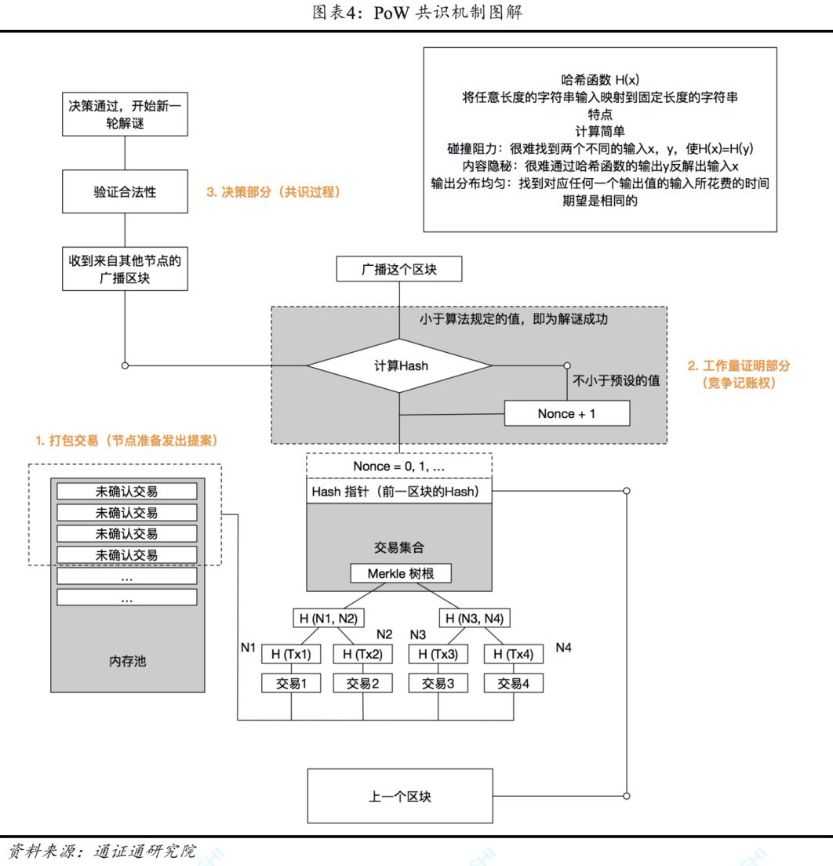 图表4：PoW 共识机制图解
决策通过，开始新一
轮解谜
验证合法性
3. 决策部分（共识过程）
收到来自其他节点的
广播区块
哈希函数 H(x)
将任意长度的字符串输入映射到固定长度的字符串
特点
计算简单
碰撞阻力：很难找到两个不同的输入x，y，使H(x)=H(y)
内容隐秘：很难通过哈希函数的输出y反解出输入x
输出分布均匀：找到对应任何一个输出值的输入所花费的时间
期望是相同的
广播这个区块
小于算法规定的值，即为解谜成功
计算Hash
不小于预设的值
Nonce + 1
2. 工作量证明部分
（竞争记账权）
1. 打包交易（节点准备发出提案）
未确认交易
未确认交易
未确认交易
未确认交易
...
...
内存池
Nonce = 0, 1, ...
Hash 指针（前一区块的Hash）
交易集合
Merkle 树根
H (N1, N2)
H (N3, N4)
N1
N2
N3
N4
H (Tx1)
H (Tx2)
H (Tx3)
H (Tx4)
交易1
交易2
交易3
交易4
上一个区块
资料来源：通证通研究院